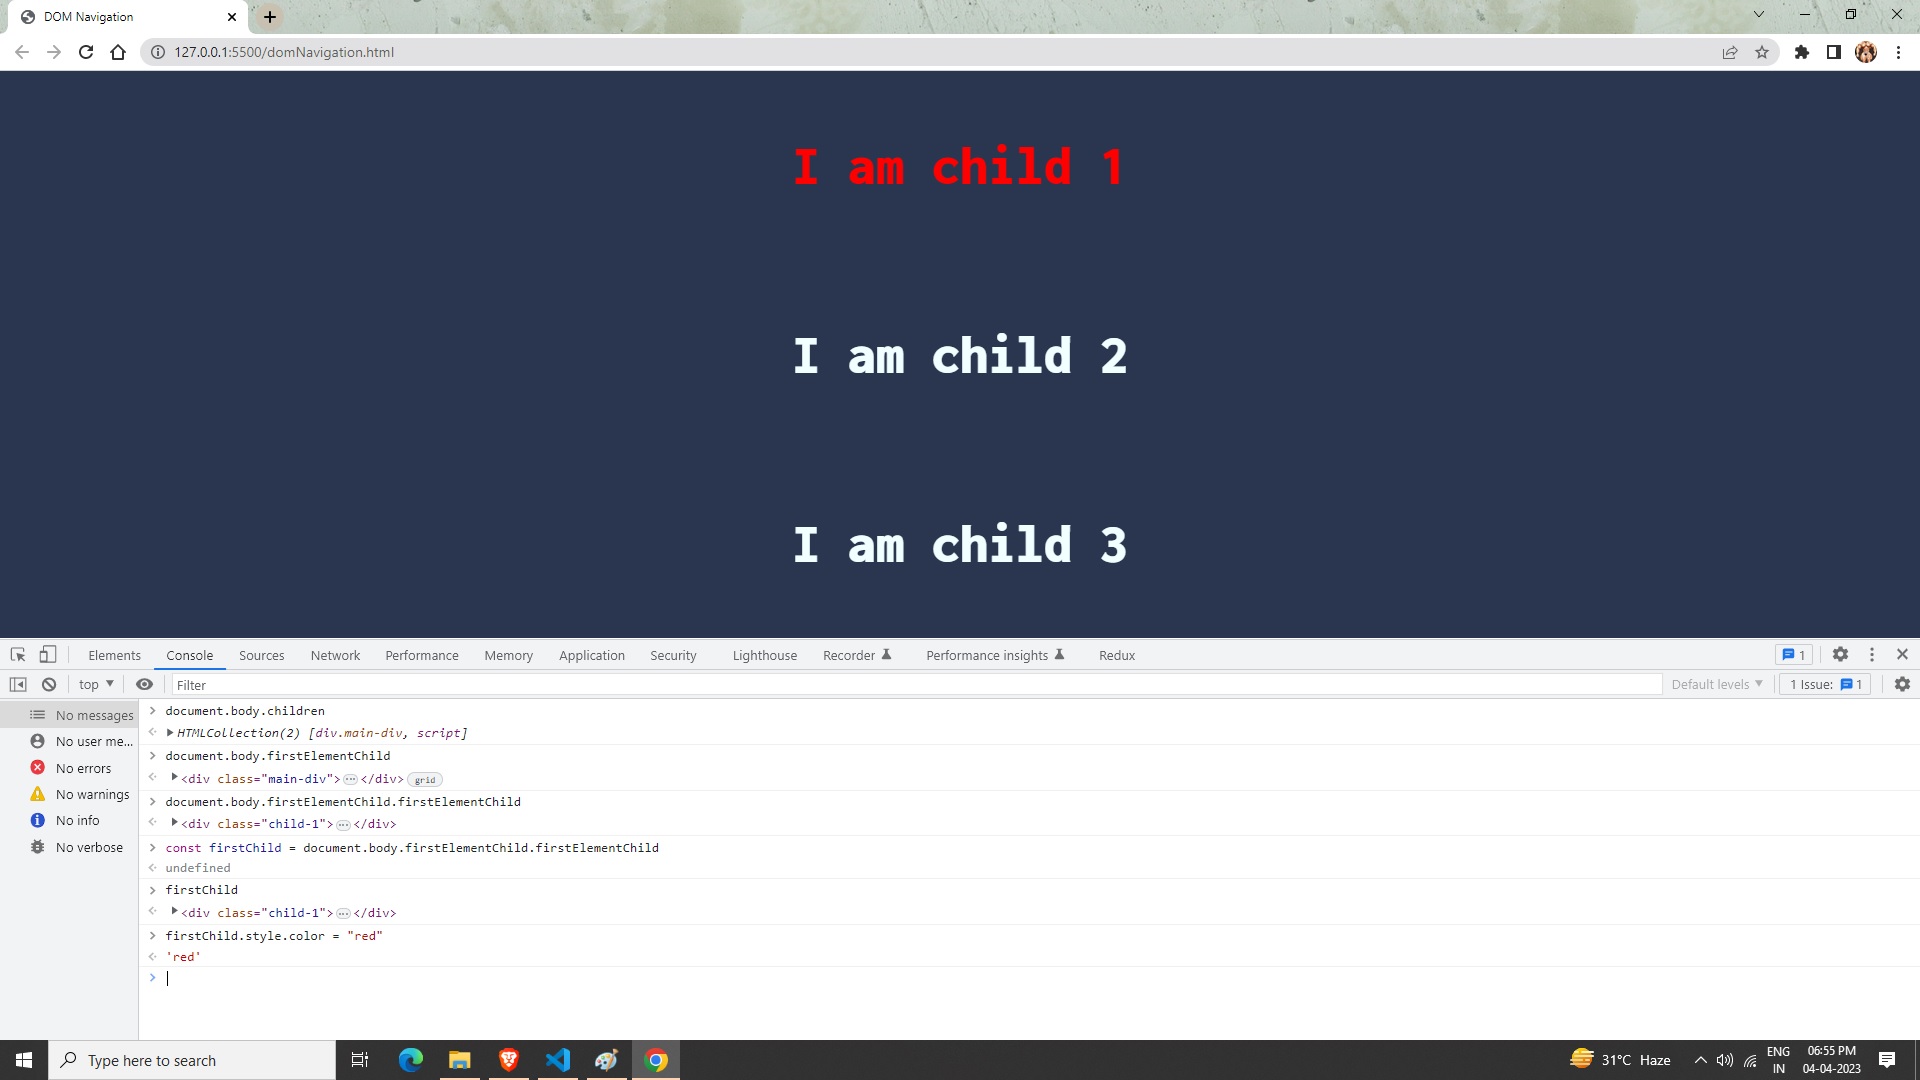 DOM Navigation
127.0.0.1:5500/domNavigation.html
I am child 1
I am child 2
I am child 3
Elements Console Sources Network Performance Memory Application Security Lighthouse Recorder Performance insights Redux 1
top Filter Default levels 1 Issue: 1
No messages
No user me...
No errors
No warnings
No info
No verbose
document.body.children
HTMLCollection(2) [div.main-div, script]
document.body.firstElementChild
<div class="main-div">…</div> grid
document.body.firstElementChild.firstElementChild
<div class="child-1">…</div>
const firstChild = document.body.firstElementChild.firstElementChild
undefined
firstChild
<div class="child-1">…</div>
firstChild.style.color = "red"
'red'
Type here to search
31°C Haze
ENG
IN
06:55 PM
04-04-2023